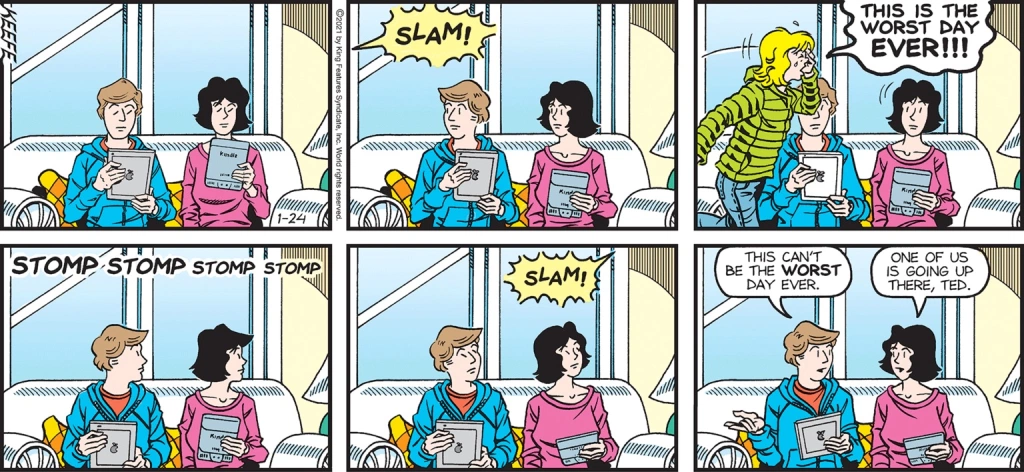 KEEFE
Kindle
1-24
©2021 by King Features Syndicate, Inc. World rights reserved.
SLAM!
THIS IS THE
WORST DAY
EVER!!!
Kindle
STOMP STOMP STOMP STOMP
SLAM!
THIS CAN'T
BE THE WORST
DAY EVER.
ONE OF US
IS GOING UP
THERE, TED.